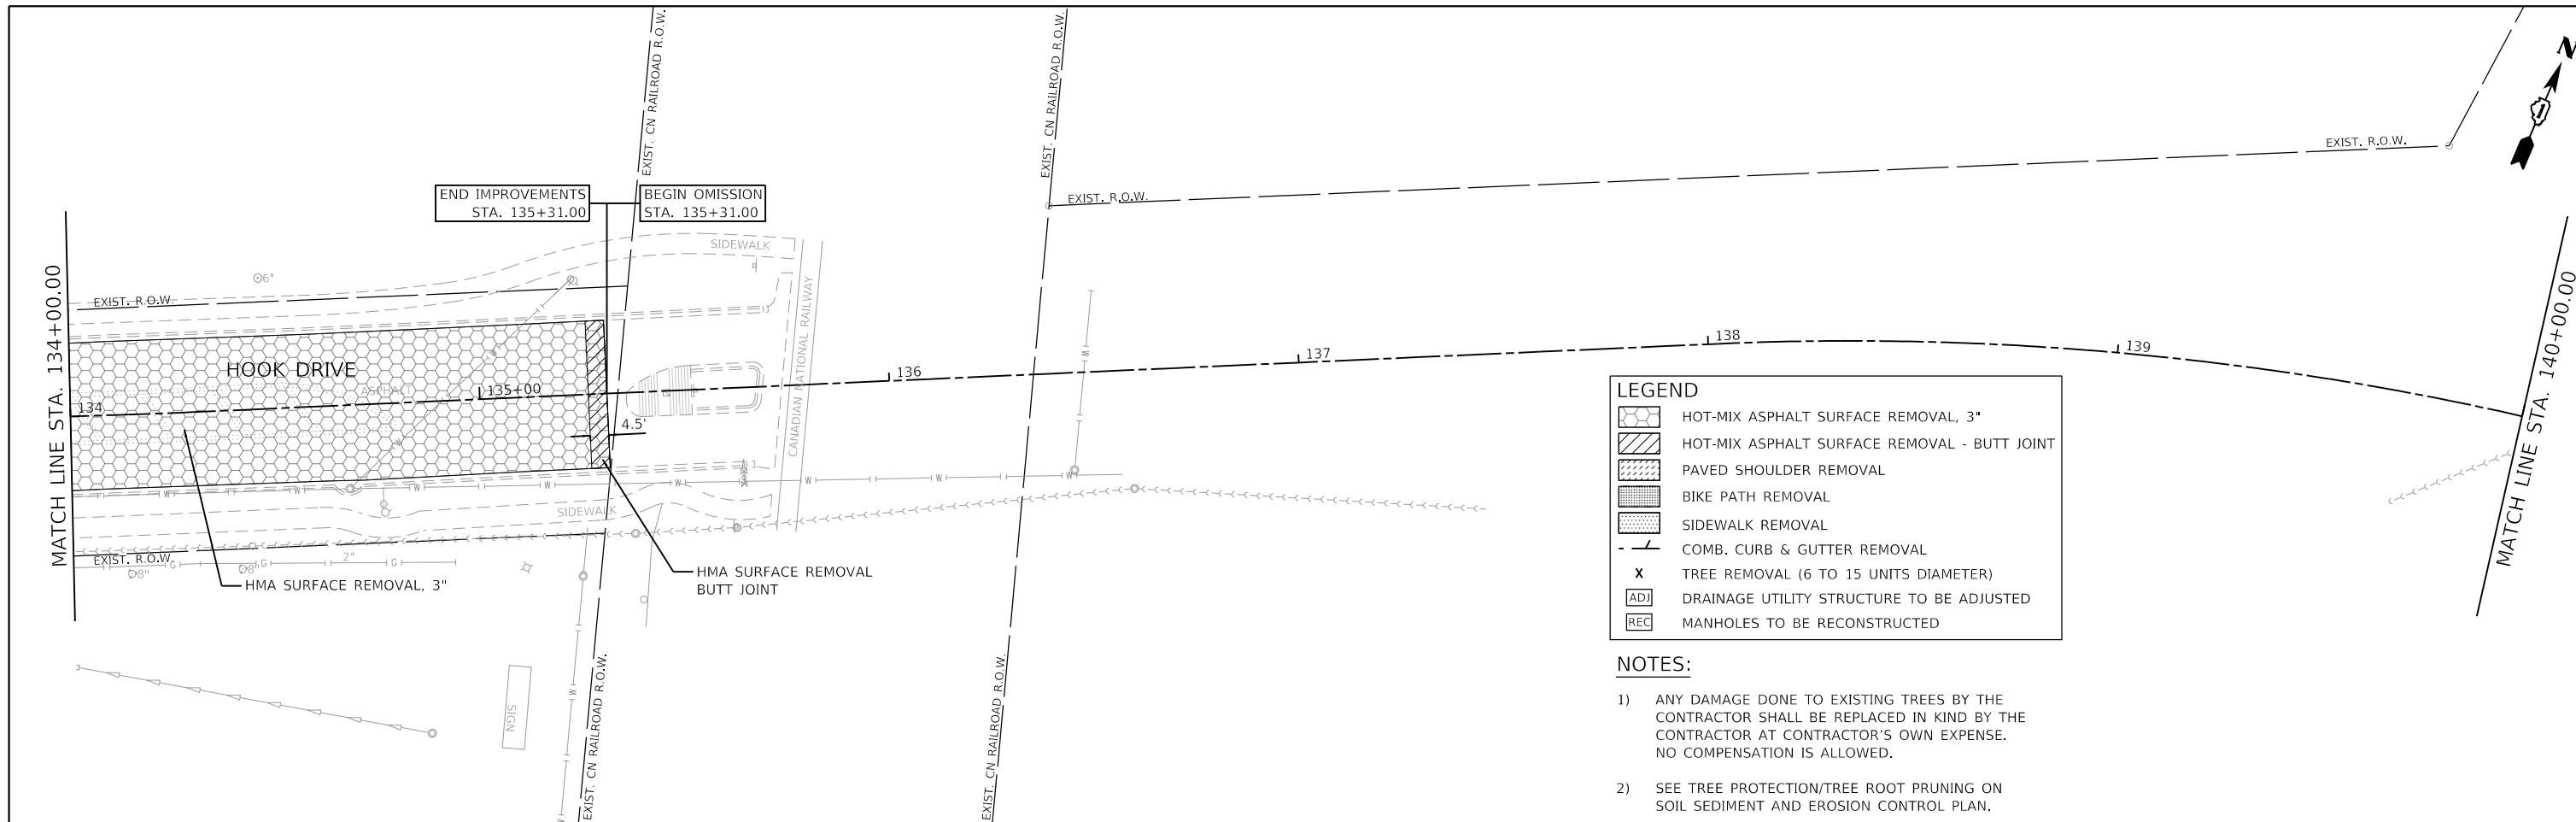 EXIST. CN RAILROAD R.O.W.
EXIST. CN RAILROAD R.O.W.
N
1
EXIST. R.O.W.
EXIST. R.O.W.
END IMPROVEMENTS
STA. 135+31.00
BEGIN OMISSION
STA. 135+31.00
SIDEWALK
6"
MATCH LINE STA. 134+00.00
EXIST. R.O.W.
CANADIAN NATIONAL RAILWAY
HOOK DRIVE
ASPHALT
134
135+00
136
137
138
139
MATCH LINE STA. 140+00.00
4.5'
W
W
W
W
W
W
W
W
W
W
W
SIDEWALK
EXIST. R.O.W.
G
G
G
2"
8"
8"
HMA SURFACE REMOVAL, 3"
HMA SURFACE REMOVAL
BUTT JOINT
SIGN
W
W
EXIST. CN RAILROAD R.O.W.
EXIST. CN RAILROAD R.O.W.
LEGEND
HOT-MIX ASPHALT SURFACE REMOVAL, 3"
HOT-MIX ASPHALT SURFACE REMOVAL - BUTT JOINT
PAVED SHOULDER REMOVAL
BIKE PATH REMOVAL
SIDEWALK REMOVAL
COMB. CURB & GUTTER REMOVAL
X TREE REMOVAL (6 TO 15 UNITS DIAMETER)
ADJ DRAINAGE UTILITY STRUCTURE TO BE ADJUSTED
REC MANHOLES TO BE RECONSTRUCTED
NOTES:
1) ANY DAMAGE DONE TO EXISTING TREES BY THE
CONTRACTOR SHALL BE REPLACED IN KIND BY THE
CONTRACTOR AT CONTRACTOR'S OWN EXPENSE.
NO COMPENSATION IS ALLOWED.
2) SEE TREE PROTECTION/TREE ROOT PRUNING ON
SOIL SEDIMENT AND EROSION CONTROL PLAN.